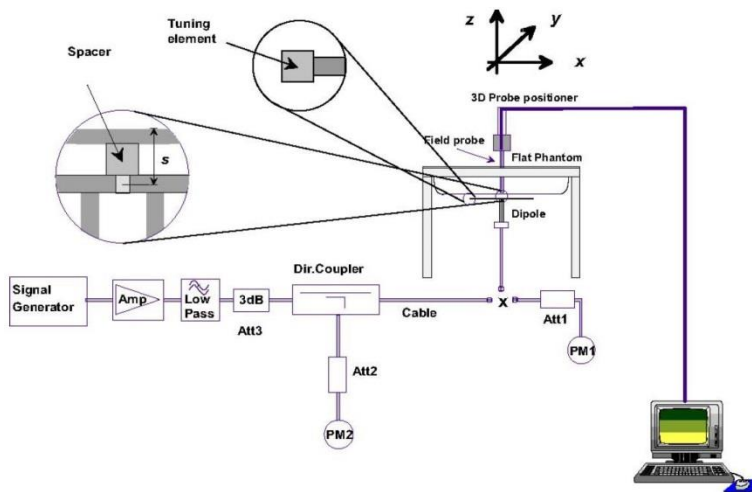 Tuning
element
Spacer
s
z
y
x
3D Probe positioner
Field probe
Flat Phantom
Dipole
Signal
Generator
Amp
Low
Pass
3dB
Att3
Dir.Coupler
Cable
x
Att1
PM1
Att2
PM2